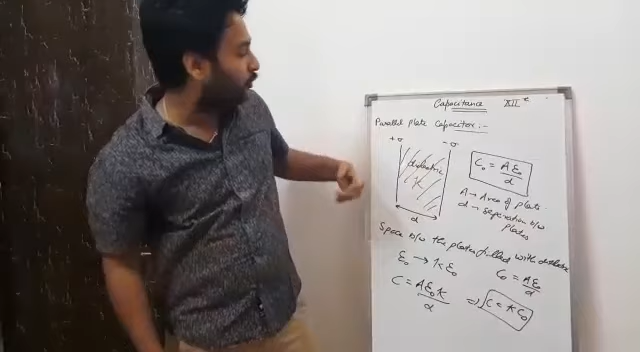 Capacitance XII
Parallel Plate Capacitor :-
+σ -σ
dielectric
K
d
C₀ = Aε₀/d
A → Area of plate.
d → Separation b/w plates
Space b/w the plates filled with dielectric
ε₀ → Kε₀
C₀ = Aε₀/d
C = Aε₀K/d ⇒ C = KC₀